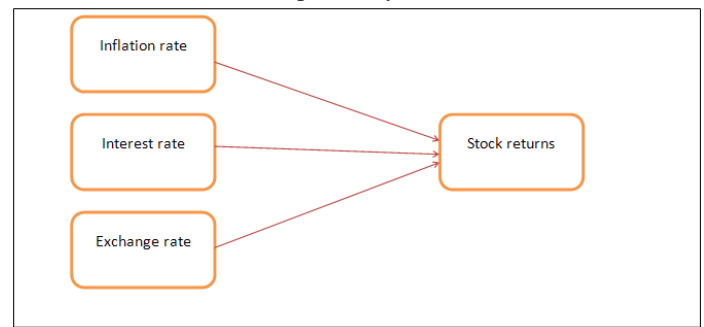 Inflation rate
Interest rate
Stock returns
Exchange rate